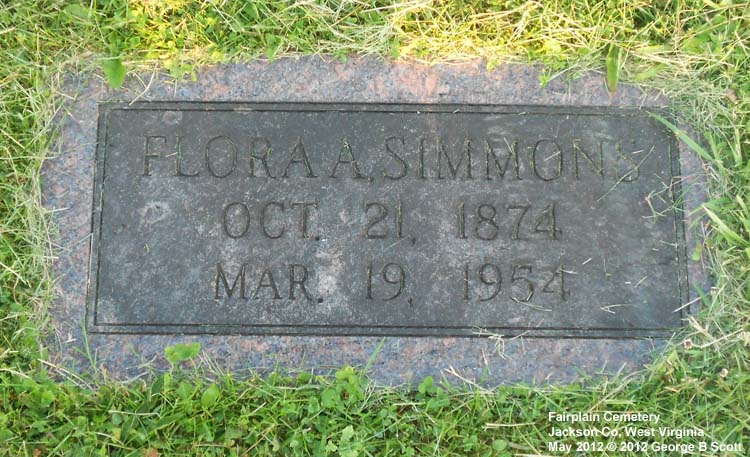 FLORA A. SIMMONS
OCT. 21, 1874
MAR. 19, 1954
Fairplain Cemetery
Jackson Co, West Virginia
May 2012 © 2012 George B Scott